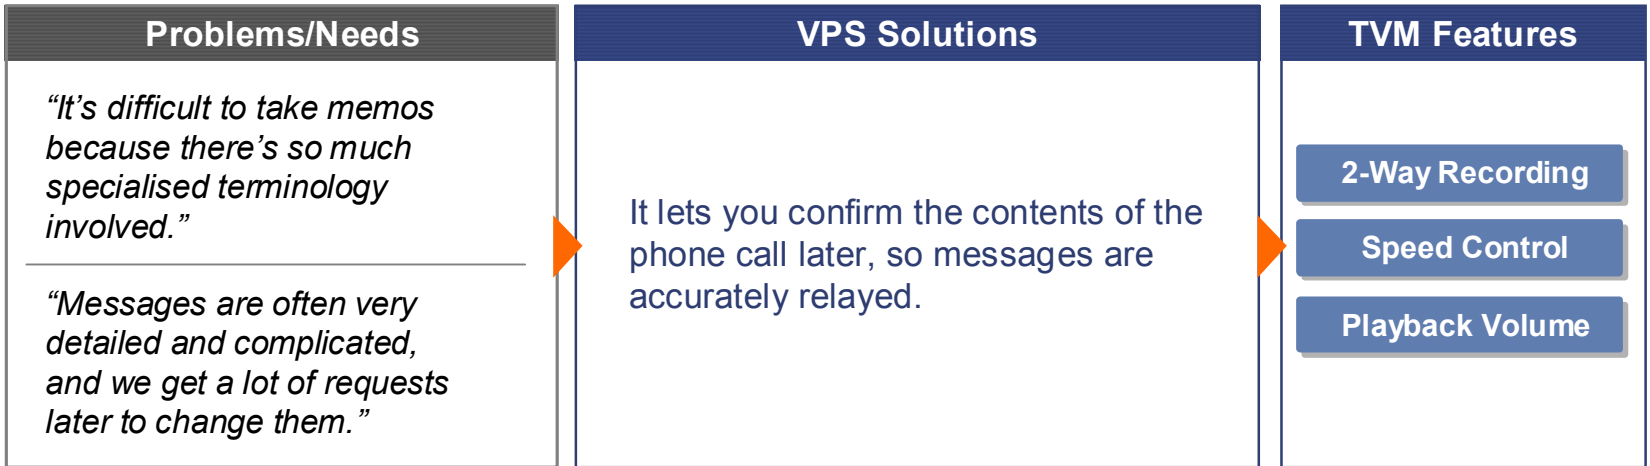 Problems/Needs
“It’s difficult to take memos
because there’s so much
specialised terminology
involved.”
“Messages are often very
detailed and complicated,
and we get a lot of requests
later to change them.”
VPS Solutions
It lets you confirm the contents of the
phone call later, so messages are
accurately relayed.
TVM Features
2-Way Recording
Speed Control
Playback Volume